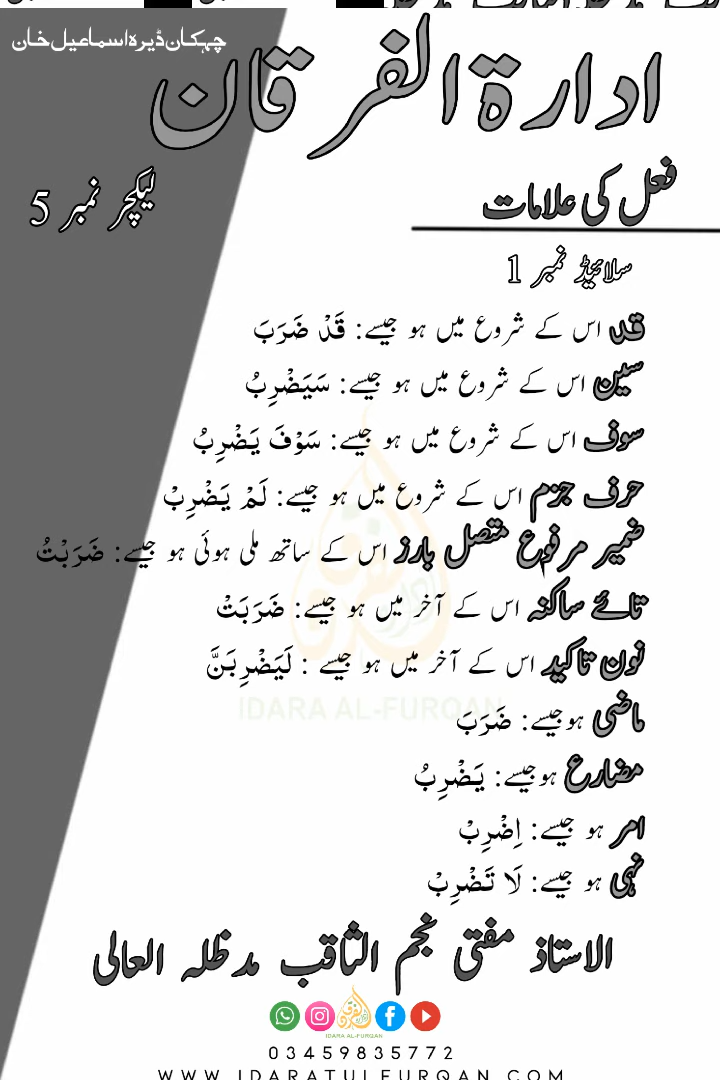 چہکان ڈیرہ اسماعیل خان
ادارۃ الفرقان
فعل کی علامات
لیکچر نمبر 5
سلائیڈ نمبر 1
قد اس کے شروع میں ہو جیسے: قَدْ ضَرَبَ
سین اس کے شروع میں ہو جیسے: سَيَضْرِبُ
سوف اس کے شروع میں ہو جیسے: سَوْفَ يَضْرِبُ
حرف جزم اس کے شروع میں ہو جیسے: لَمْ يَضْرِبْ
ضمیر مرفوع متصل بارز اس کے ساتھ ملی ہوئی ہو جیسے: ضَرَبْتُ
تائے ساکنہ اس کے آخر میں ہو جیسے: ضَرَبَتْ
نون تاکید اس کے آخر میں ہو جیسے : لَيَضْرِبَنَّ
ماضی ہو جیسے: ضَرَبَ
مضارع ہو جیسے: يَضْرِبُ
امر ہو جیسے: اِضْرِبْ
نہی ہو جیسے: لَا تَضْرِبْ
IDARA AL-FURQAN
الاستاذ مفتی نجم الثاقب مدظلہ العالی
IDARA AL-FURQAN
03459835772
WWW.IDARATULFURQAN.COM